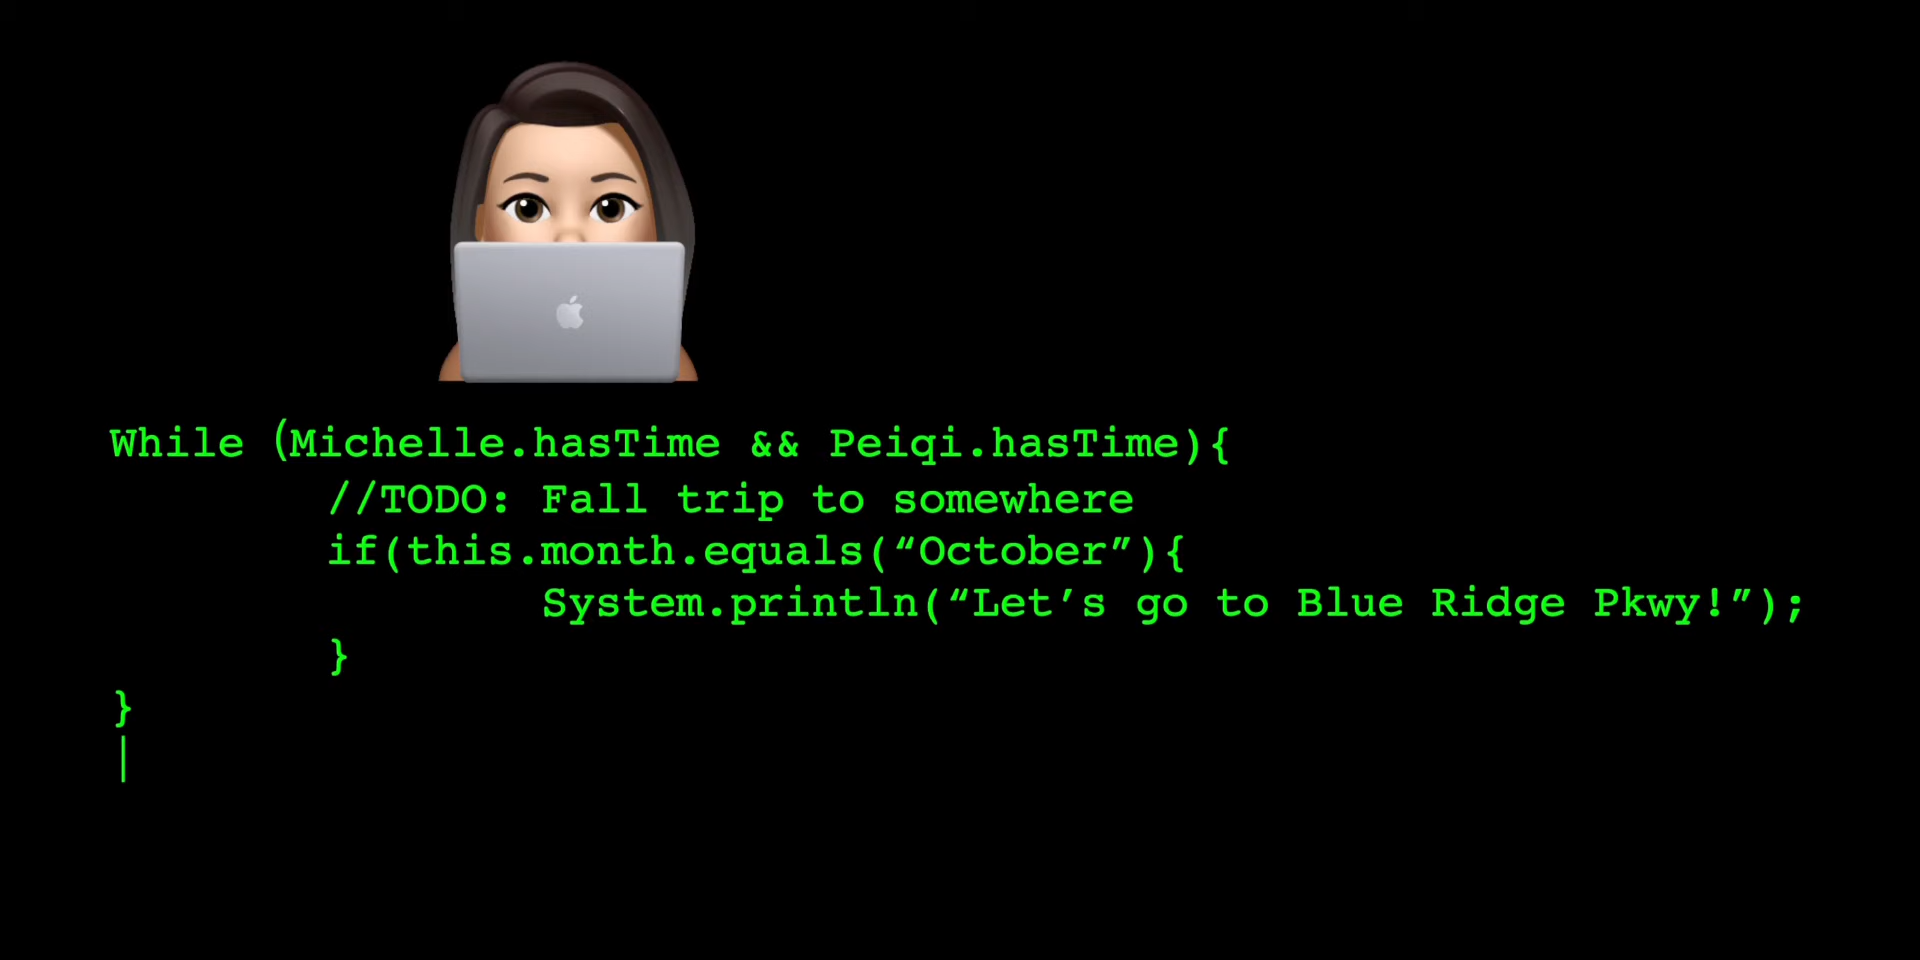 While (Michelle.hasTime && Peiqi.hasTime){
//TODO: Fall trip to somewhere
if(this.month.equals(“October”){
System.println(“Let’s go to Blue Ridge Pkwy!”);
}
}